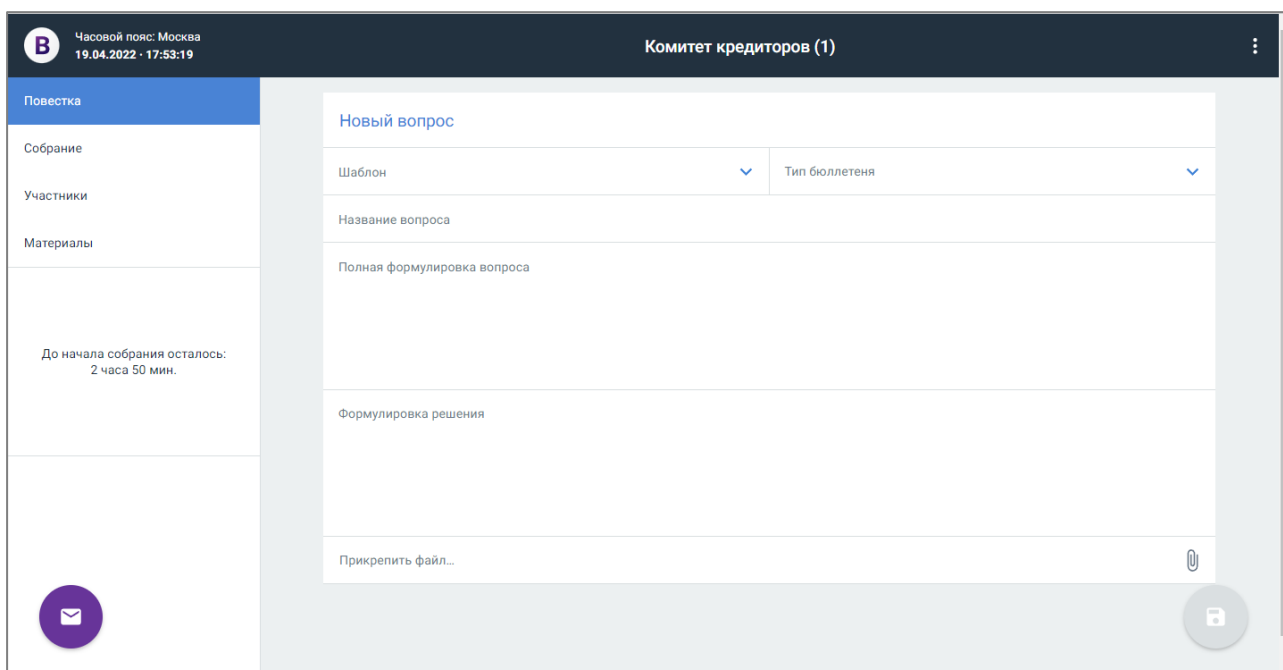 B
Часовой пояс: Москва
19.04.2022 · 17:53:19
Комитет кредиторов (1)
Повестка
Собрание
Участники
Материалы
До начала собрания осталось:
2 часа 50 мин.
Новый вопрос
Шаблон
Тип бюллетеня
Название вопроса
Полная формулировка вопроса
Формулировка решения
Прикрепить файл...